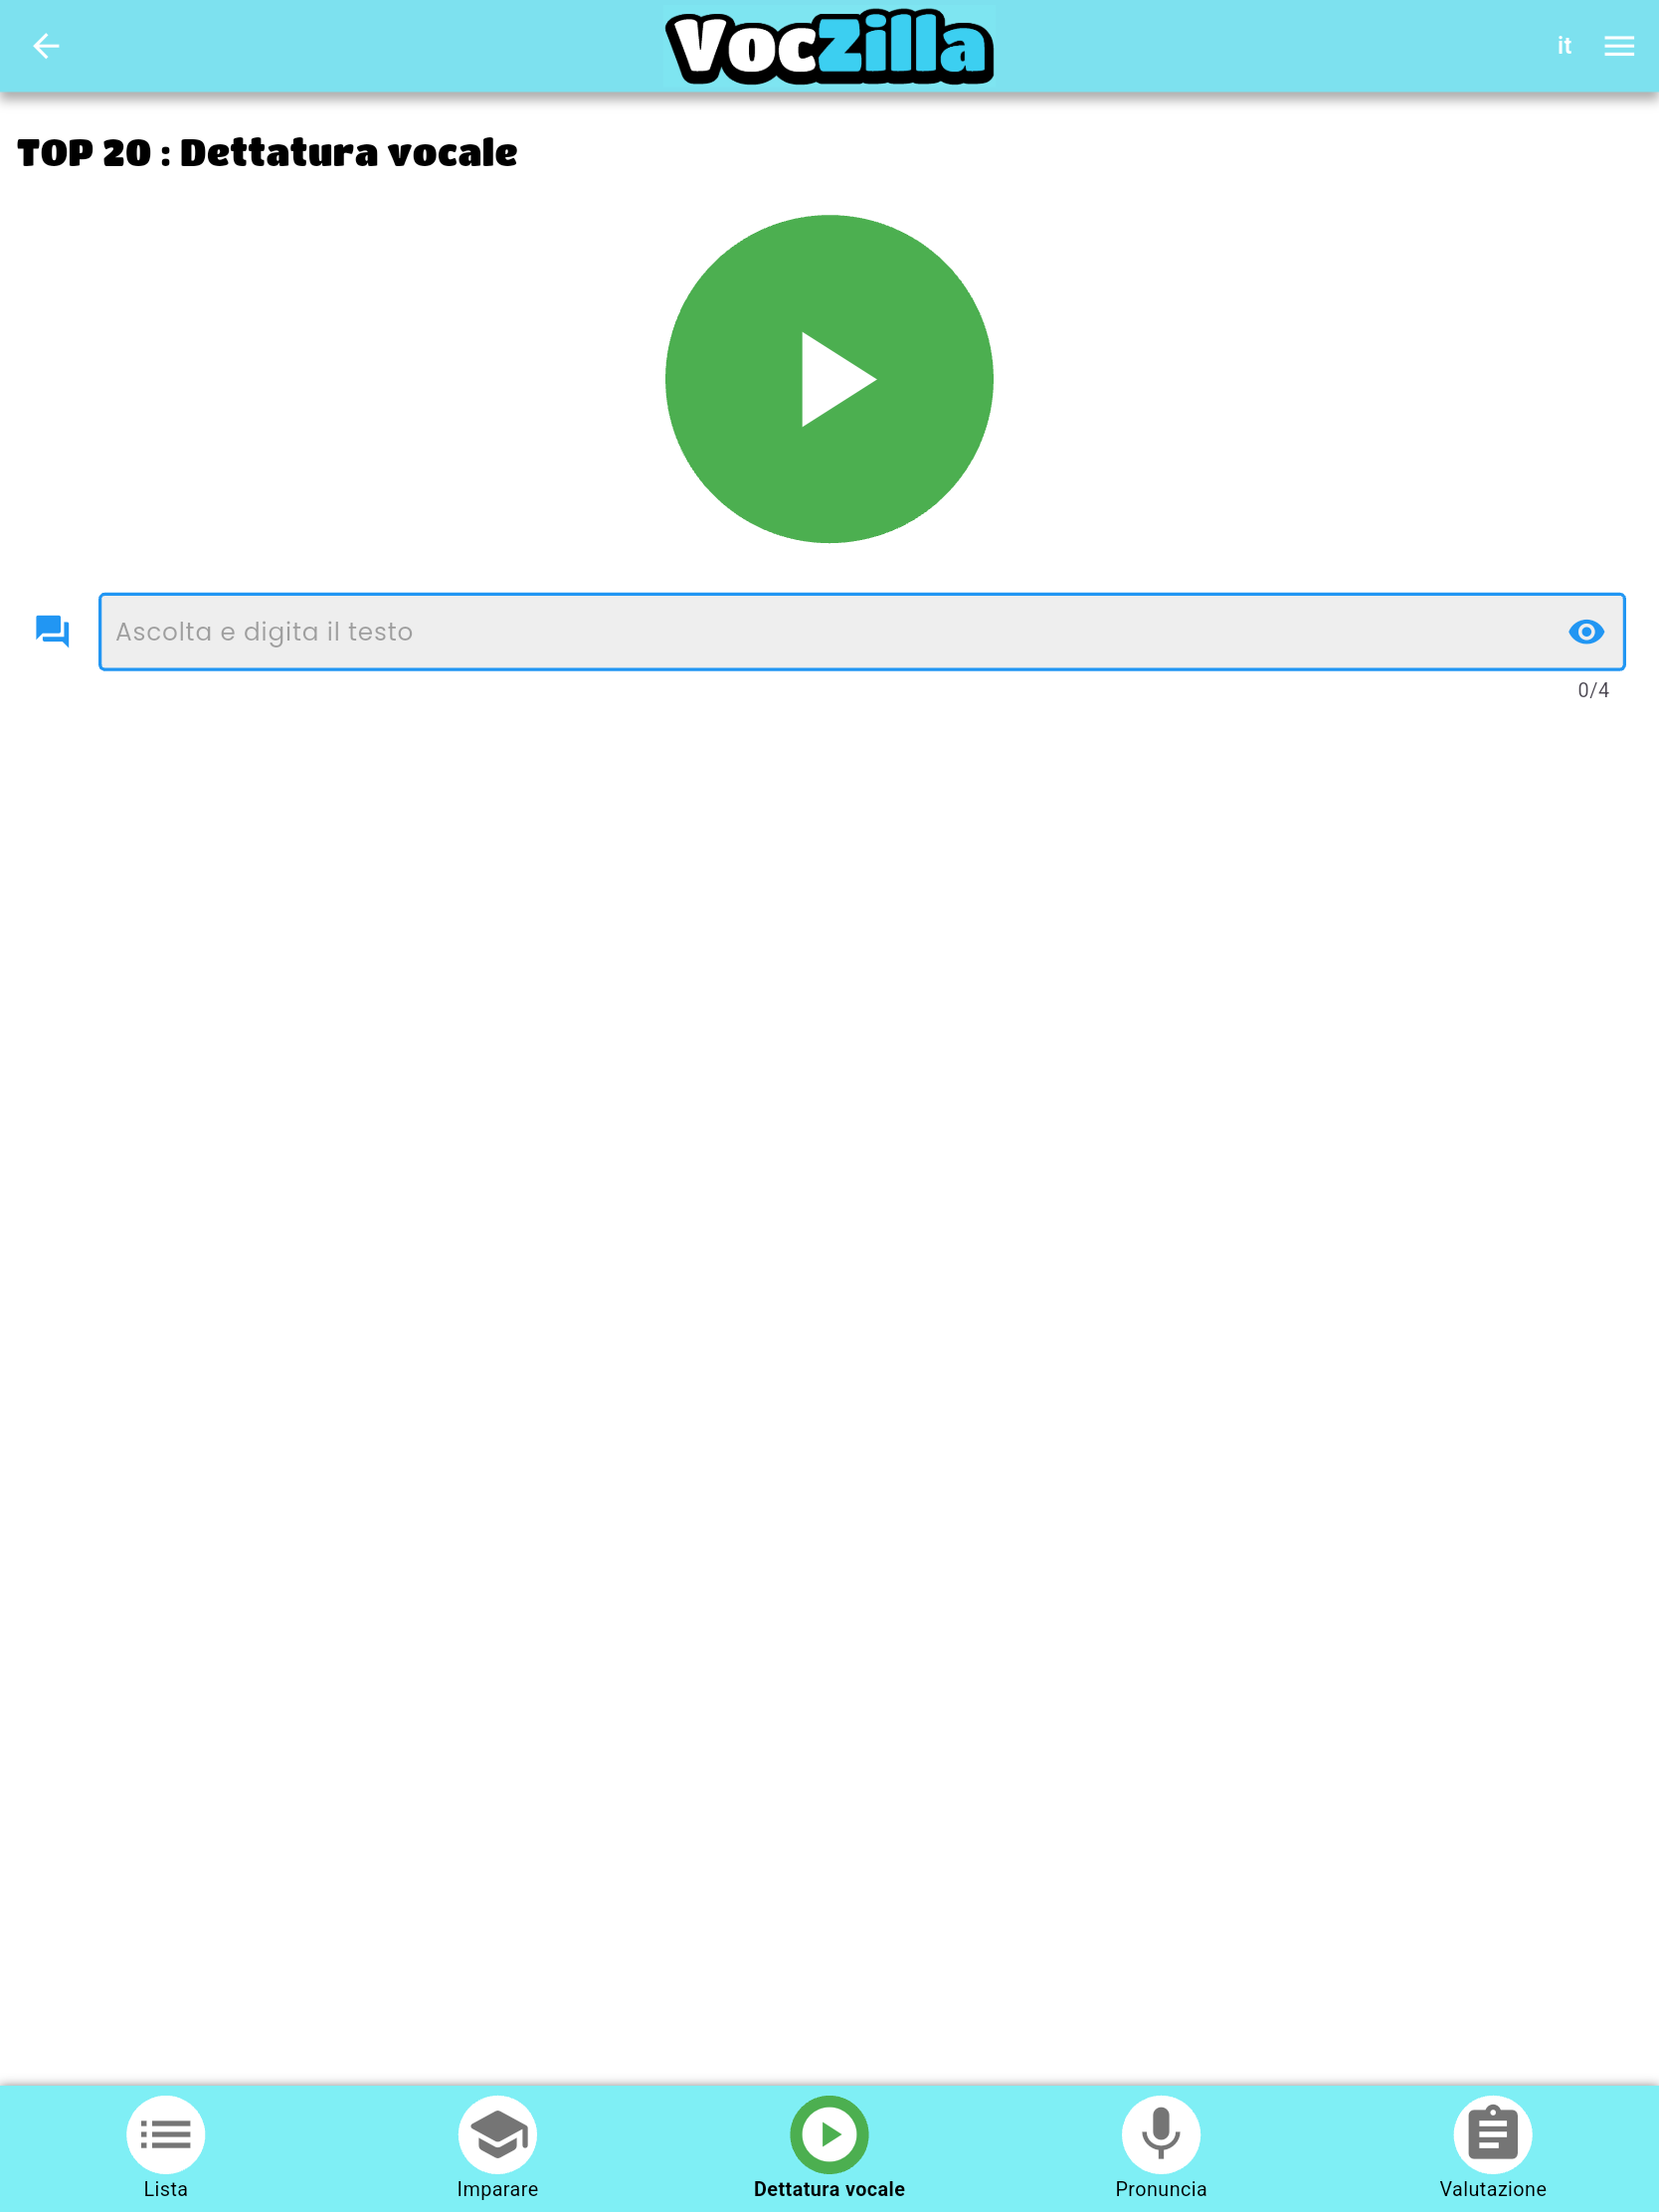 VocZilla
it
TOP 20 : Dettatura vocale
Ascolta e digita il testo
0/4
Lista
Imparare
Dettatura vocale
Pronuncia
Valutazione